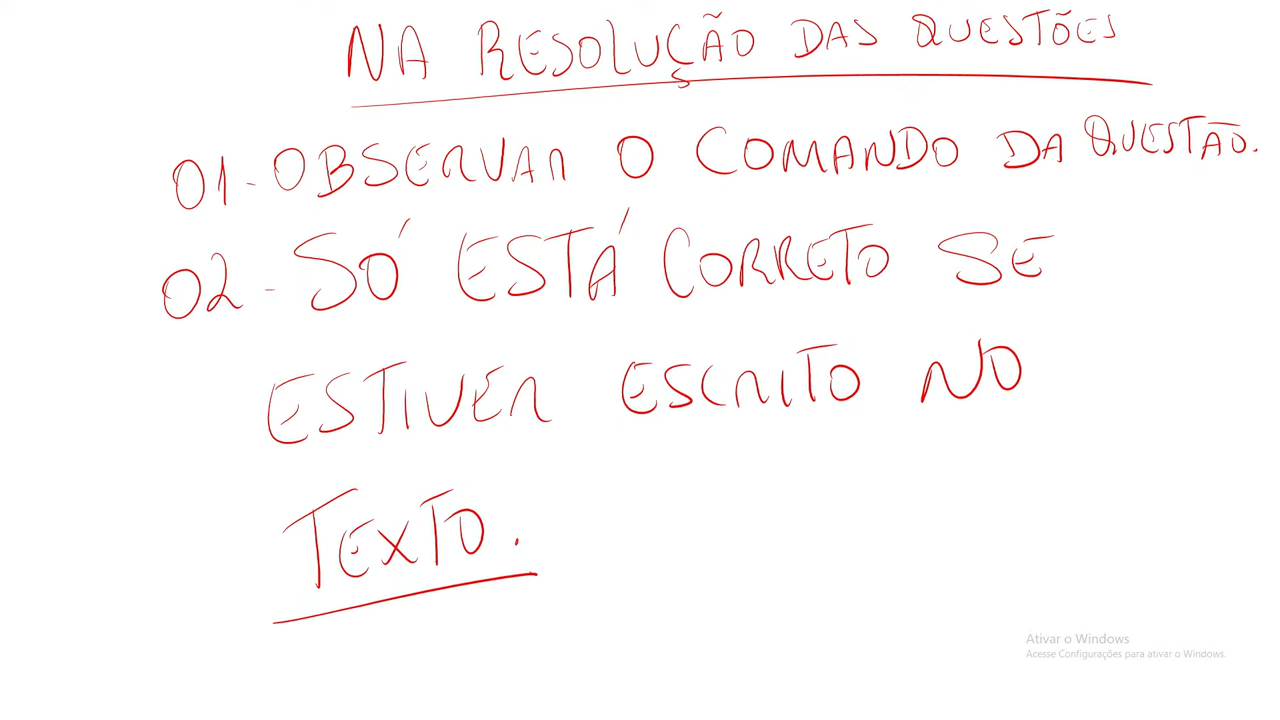 NA RESOLUÇÃO DAS QUESTÕES
01-OBSERVAR O COMANDO DA QUESTÃO.
02-SÓ ESTÁ CORRETO SE
ESTIVER ESCRITO NO
TEXTO.
Ativar o Windows
Acesse Configurações para ativar o Windows.